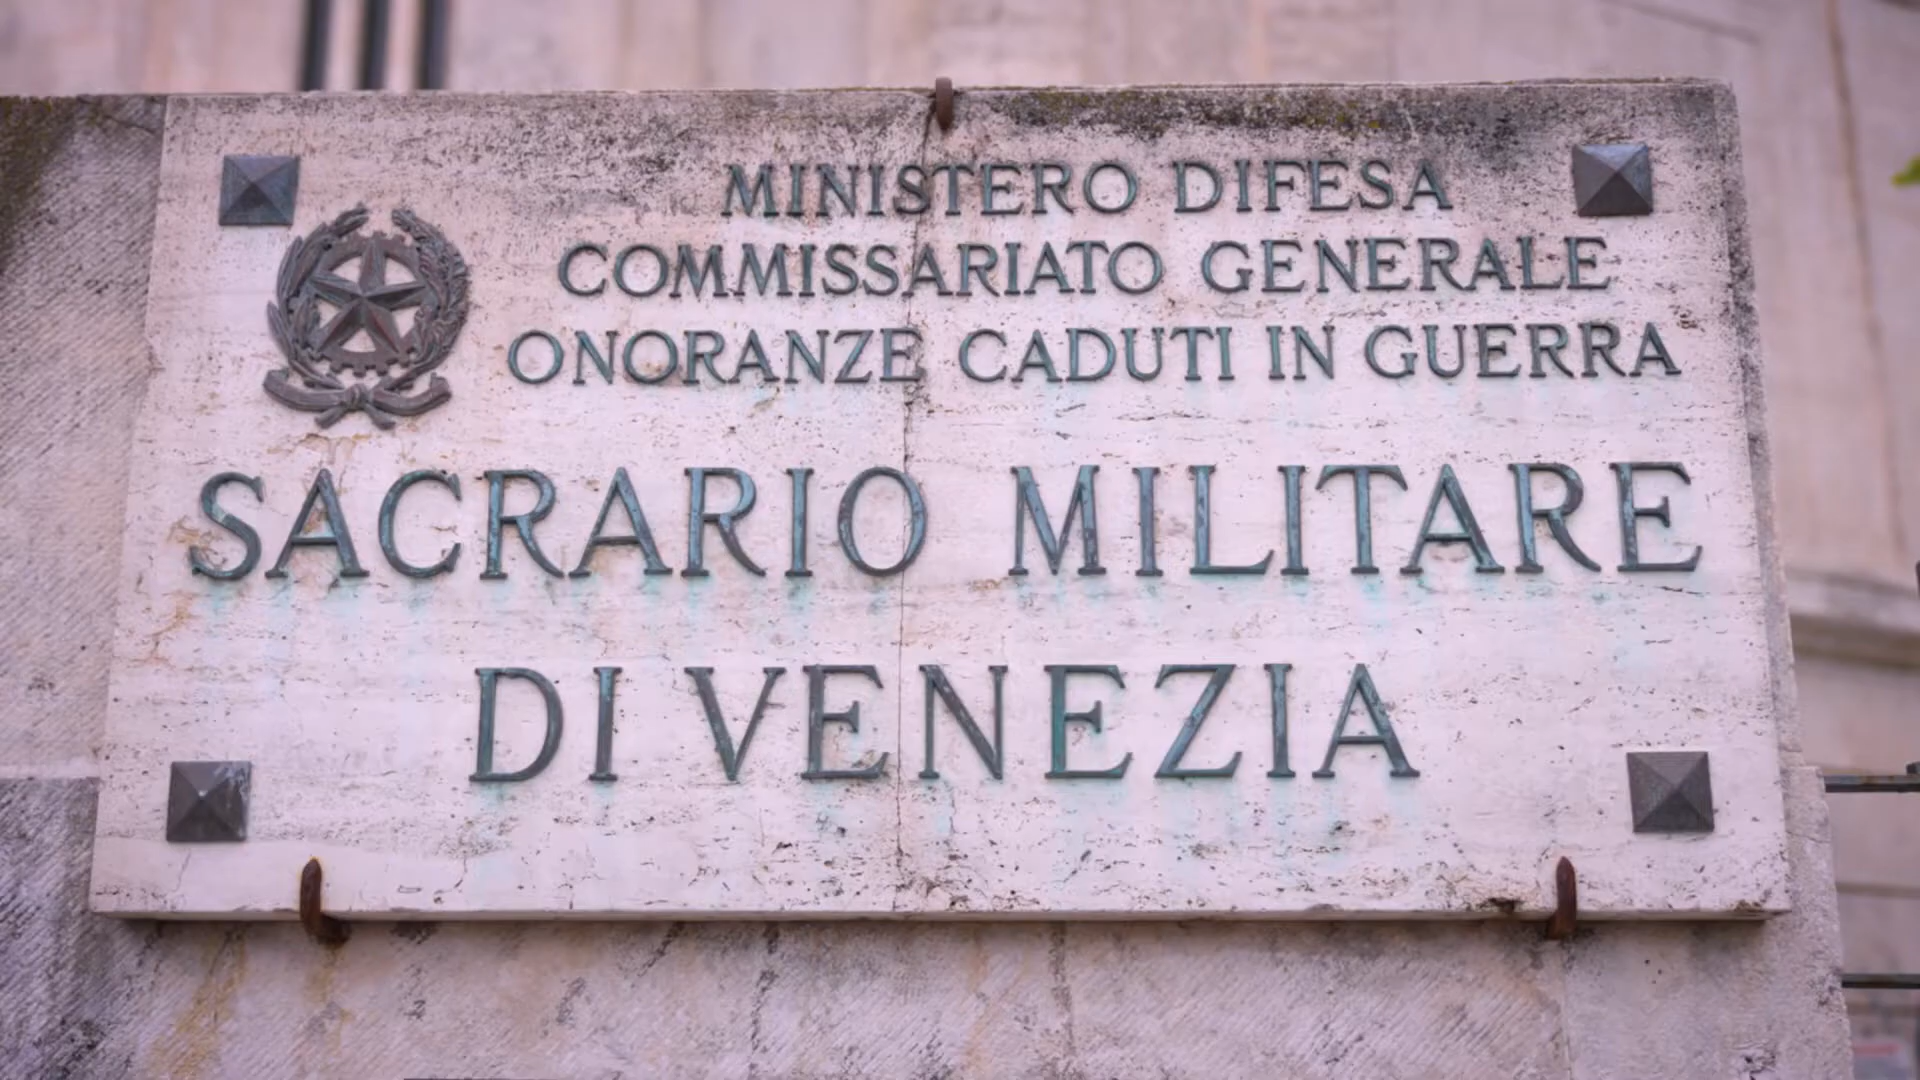 MINISTERO DIFESA
COMMISSARIATO GENERALE
ONORANZE CADUTI IN GUERRA
SACRARIO MILITARE
DI VENEZIA